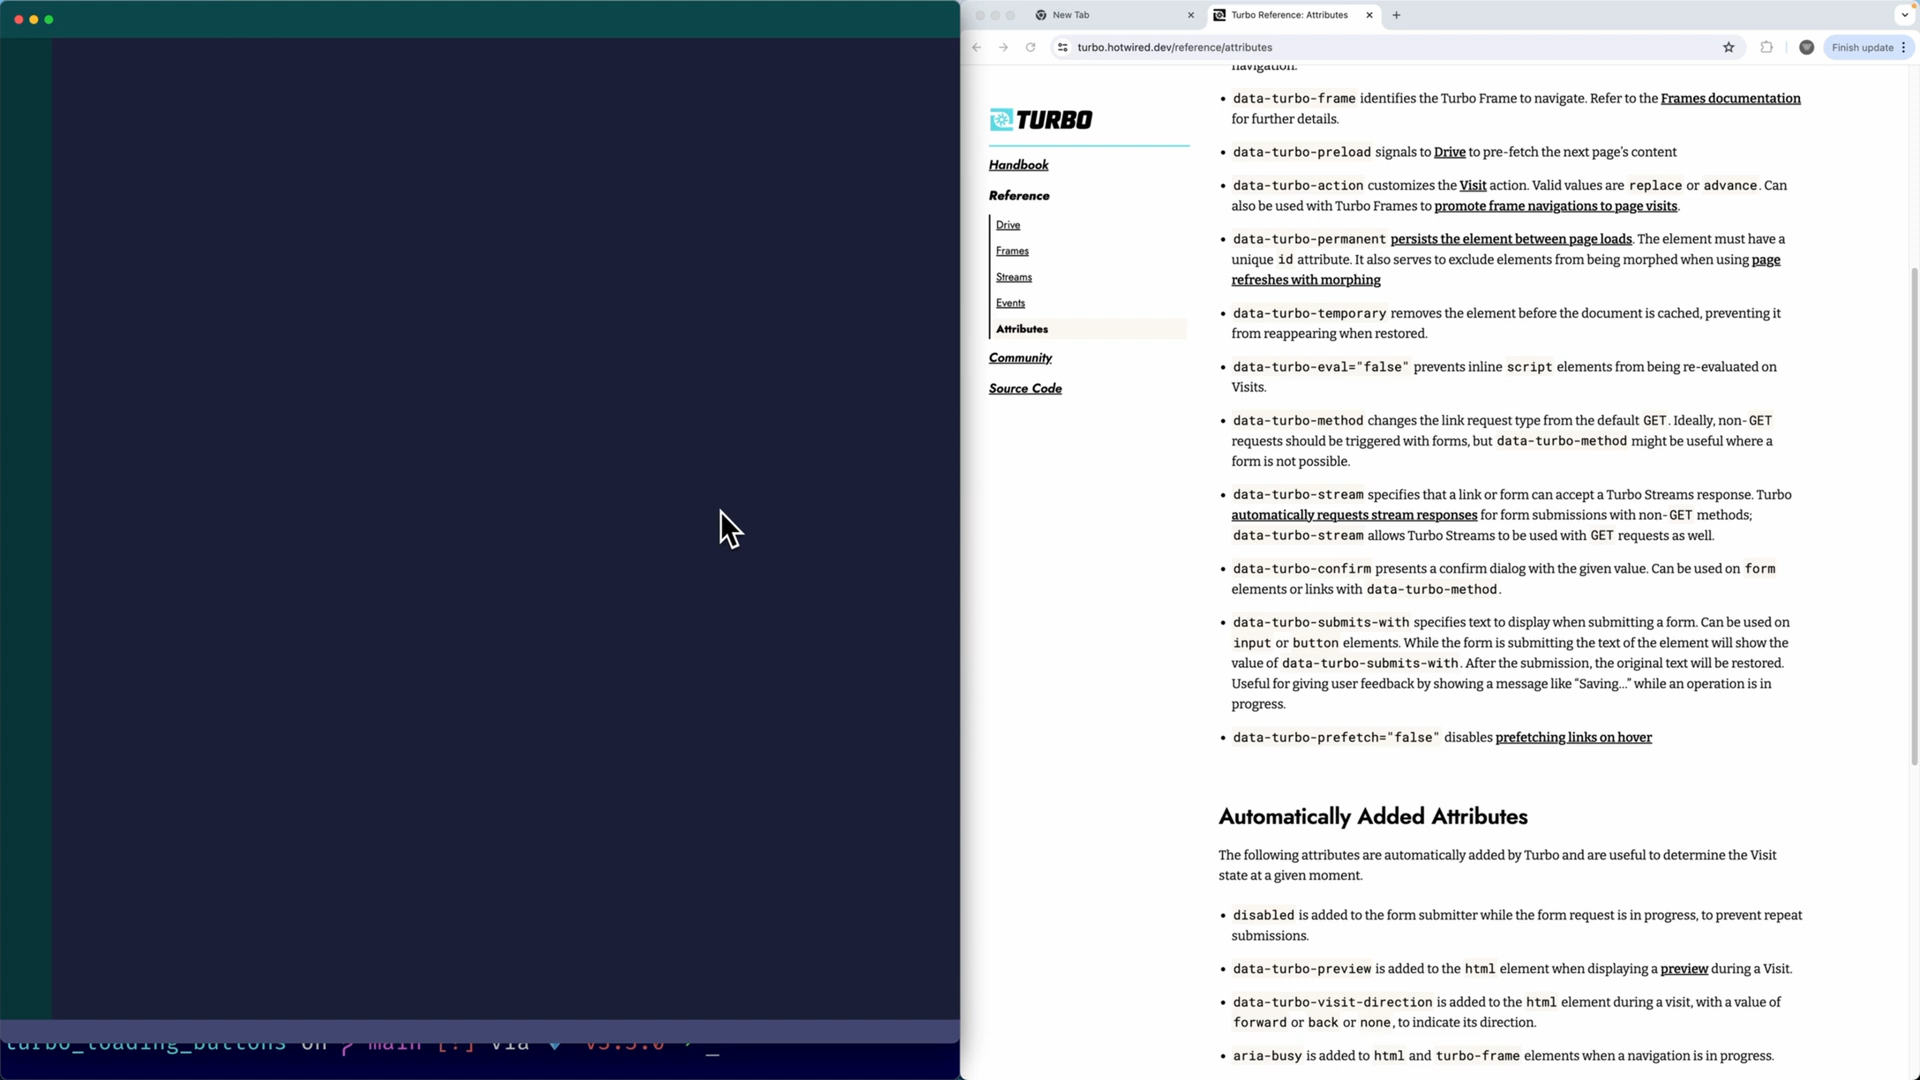 New Tab
Turbo Reference: Attributes
turbo.hotwired.dev/reference/attributes
Finish update
TURBO
Handbook
Reference
Drive
Frames
Streams
Events
Attributes
Community
Source Code
navigation.
• data-turbo-frame identifies the Turbo Frame to navigate. Refer to the Frames documentation
for further details.
• data-turbo-preload signals to Drive to pre-fetch the next page's content
• data-turbo-action customizes the Visit action. Valid values are replace or advance. Can
also be used with Turbo Frames to promote frame navigations to page visits.
• data-turbo-permanent persists the element between page loads. The element must have a
unique id attribute. It also serves to exclude elements from being morphed when using page
refreshes with morphing
• data-turbo-temporary removes the element before the document is cached, preventing it
from reappearing when restored.
• data-turbo-eval="false" prevents inline script elements from being re-evaluated on
Visits.
• data-turbo-method changes the link request type from the default GET. Ideally, non-GET
requests should be triggered with forms, but data-turbo-method might be useful where a
form is not possible.
• data-turbo-stream specifies that a link or form can accept a Turbo Streams response. Turbo
automatically requests stream responses for form submissions with non-GET methods;
data-turbo-stream allows Turbo Streams to be used with GET requests as well.
• data-turbo-confirm presents a confirm dialog with the given value. Can be used on form
elements or links with data-turbo-method.
• data-turbo-submits-with specifies text to display when submitting a form. Can be used on
input or button elements. While the form is submitting the text of the element will show the
value of data-turbo-submits-with. After the submission, the original text will be restored.
Useful for giving user feedback by showing a message like “Saving...” while an operation is in
progress.
• data-turbo-prefetch="false" disables prefetching links on hover
Automatically Added Attributes
The following attributes are automatically added by Turbo and are useful to determine the Visit
state at a given moment.
• disabled is added to the form submitter while the form request is in progress, to prevent repeat
submissions.
• data-turbo-preview is added to the html element when displaying a preview during a Visit.
• data-turbo-visit-direction is added to the html element during a visit, with a value of
forward or back or none, to indicate its direction.
• aria-busy is added to html and turbo-frame elements when a navigation is in progress.
turbo_loading_buttons on main [!] via